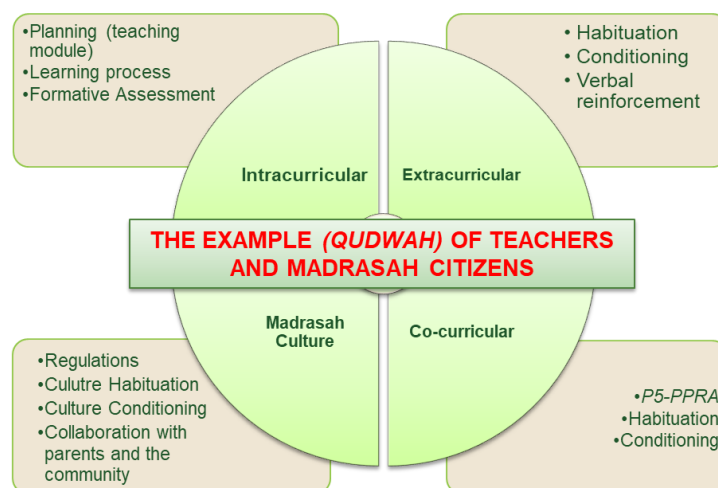 •Planning (teaching
module)
•Learning process
•Formative Assessment
• Habituation
• Conditioning
• Verbal
reinforcement
Intracurricular
Extracurricular
THE EXAMPLE (QUDWAH) OF TEACHERS
AND MADRASAH CITIZENS
Madrasah
Culture
Co-curricular
•Regulations
•Culutre Habituation
•Culture Conditioning
•Collaboration with
parents and the
community
•P5-PPRA
•Habituation
•Conditioning